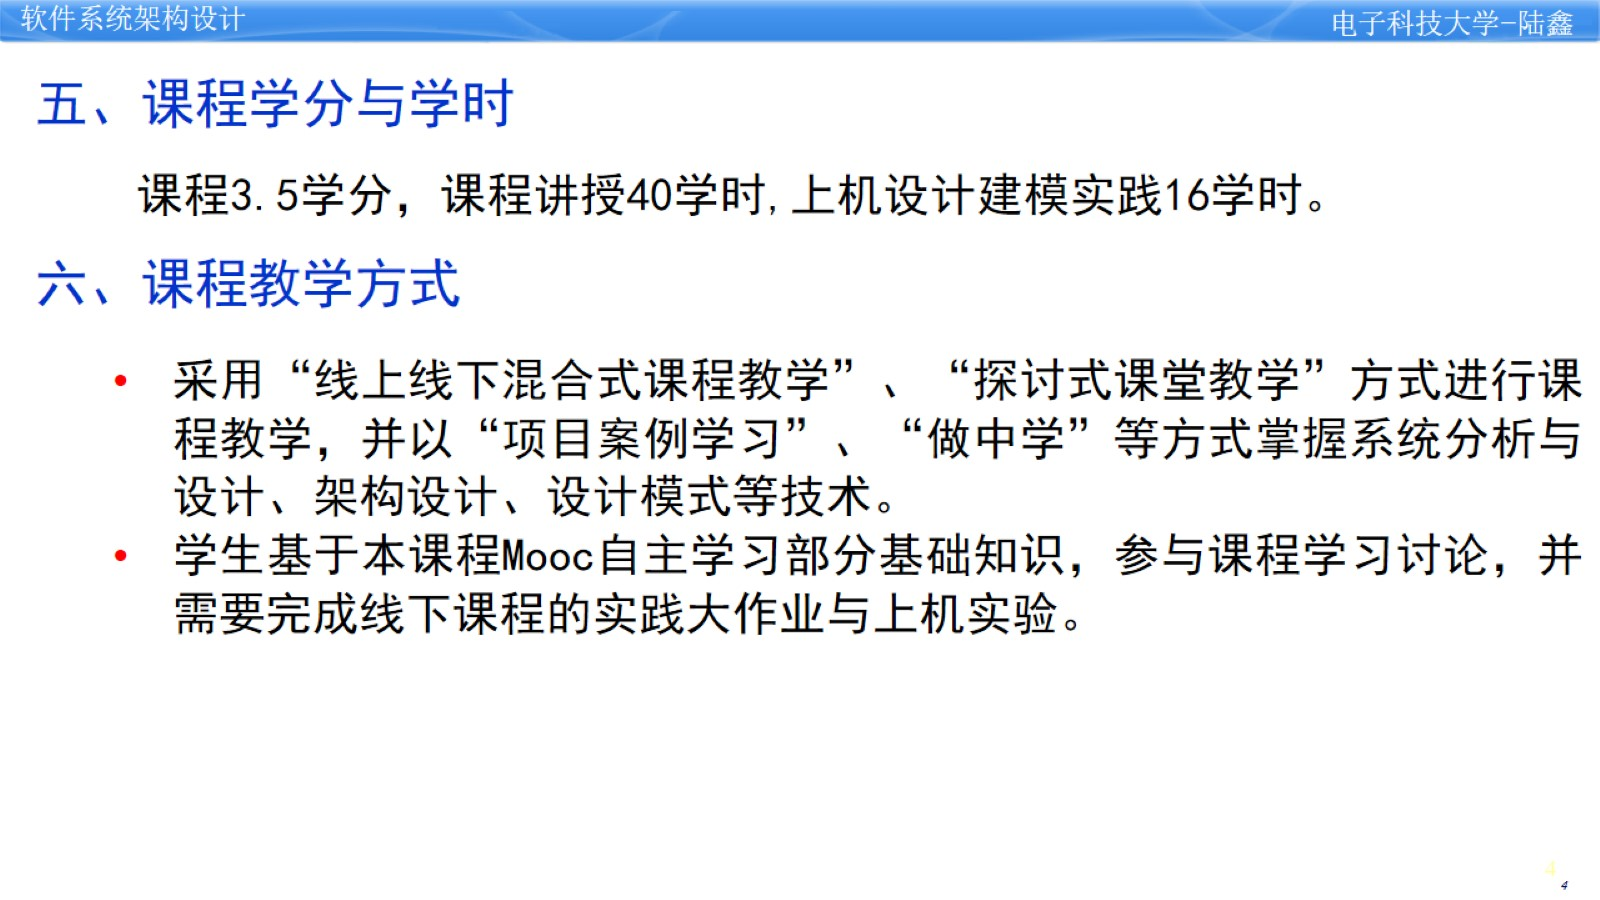 软件系统架构设计
电子科技大学-陆鑫
五、课程学分与学时
课程3.5学分，课程讲授40学时,上机设计建模实践16学时。
六、课程教学方式
• 采用“线上线下混合式课程教学”、“探讨式课堂教学”方式进行课
程教学，并以“项目案例学习”、“做中学”等方式掌握系统分析与
设计、架构设计、设计模式等技术。
• 学生基于本课程Mooc自主学习部分基础知识，参与课程学习讨论，并
需要完成线下课程的实践大作业与上机实验。
4
4